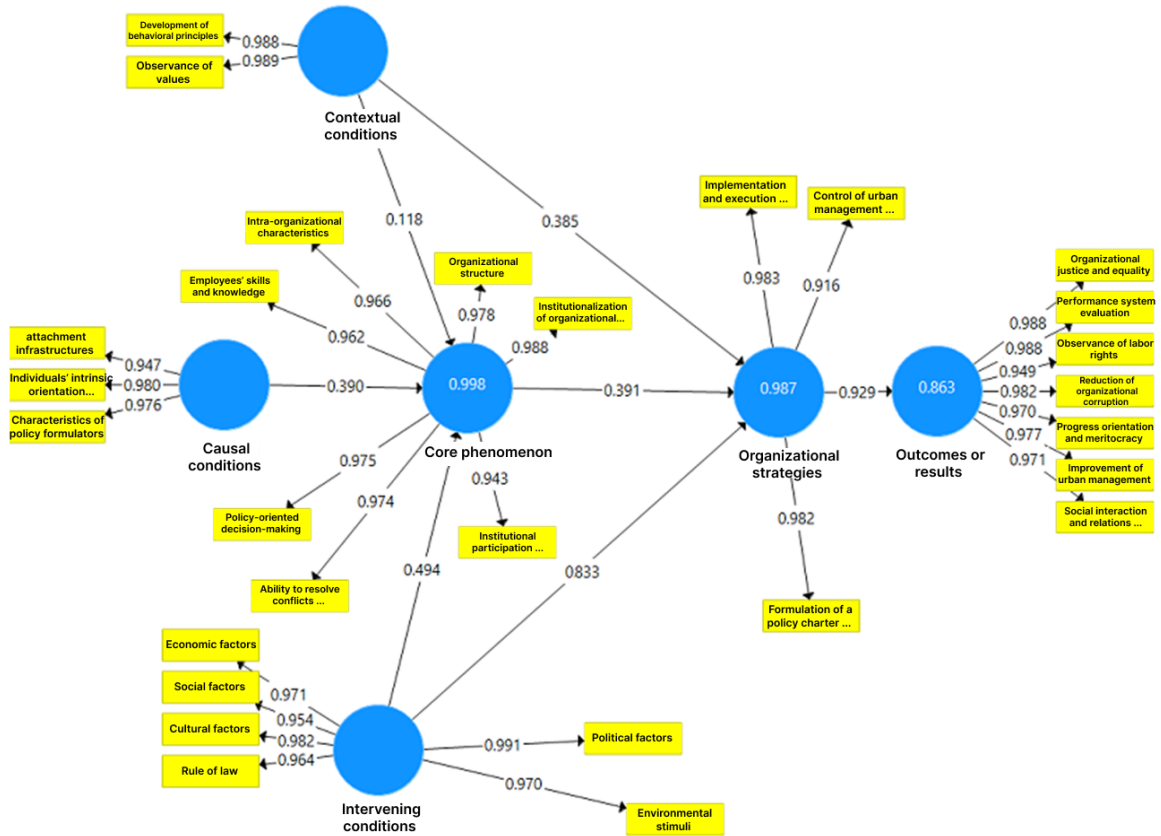 Development of
behavioral principles
0.988
0.989
Observance of
values
Contextual
conditions
0.118
0.385
Implementation
and execution ...
Control of urban
management ...
0.983
0.916
Intra-organizational
characteristics
Organizational
structure
Employees' skills
and knowledge
0.966
0.978
Institutionalization
of organizational...
0.962
0.988
attachment
infrastructures
0.947
Individuals' intrinsic
orientation...
0.980
0.976
Characteristics of
policy formulators
Causal
conditions
0.390
0.998
Core phenomenon
0.391
0.987
Organizational
strategies
0.929
0.863
Outcomes or
results
Organizational
justice and equality
Performance system
evaluation
0.988
0.988
Observance of labor
rights
0.949
0.982
Reduction of
organizational
corruption
0.970
Progress orientation
and meritocracy
0.977
0.971
Improvement of
urban management
Social interaction
and relations ...
0.975
0.974
0.943
Policy-oriented
decision-making
Institutional
participation ...
Ability to resolve
conflicts ...
0.494
0.833
0.982
Formulation of a
policy charter ...
Economic factors
0.971
Social factors
0.954
Cultural factors
0.982
0.964
Rule of law
0.991
Political factors
0.970
Environmental
stimuli
Intervening
conditions